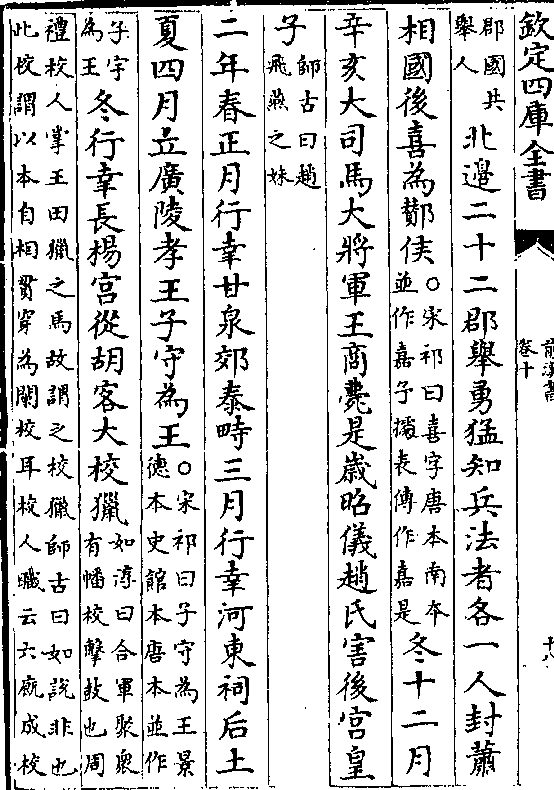 欽定四庫全書
前漢書
卷十
十八
郡國共
舉人
北邉二十二郡舉勇猛知兵法者各一人封蕭
相國後喜為酇侯
○宋祁曰喜字唐本南本
並作嘉子據表傳作嘉是
冬十二月
辛亥大司馬大將軍王商薨是嵗昭儀趙氏害後宮皇
子
師古曰趙
飛燕之妹
二年春正月行幸甘泉郊泰畤三月行幸河東祠后土
夏四月立廣陵孝王子守為王
○宋祁曰子守為王景
德本史館本唐本並作
子字
為王
冬行幸長楊宮從胡客大校獵
如淳曰合軍聚衆
有幡校擊鼓也周
禮校人掌王田獵之馬故謂之校獵師古曰如說非也
此校謂以木自相貫穿為闌校耳校人職云六廐成校